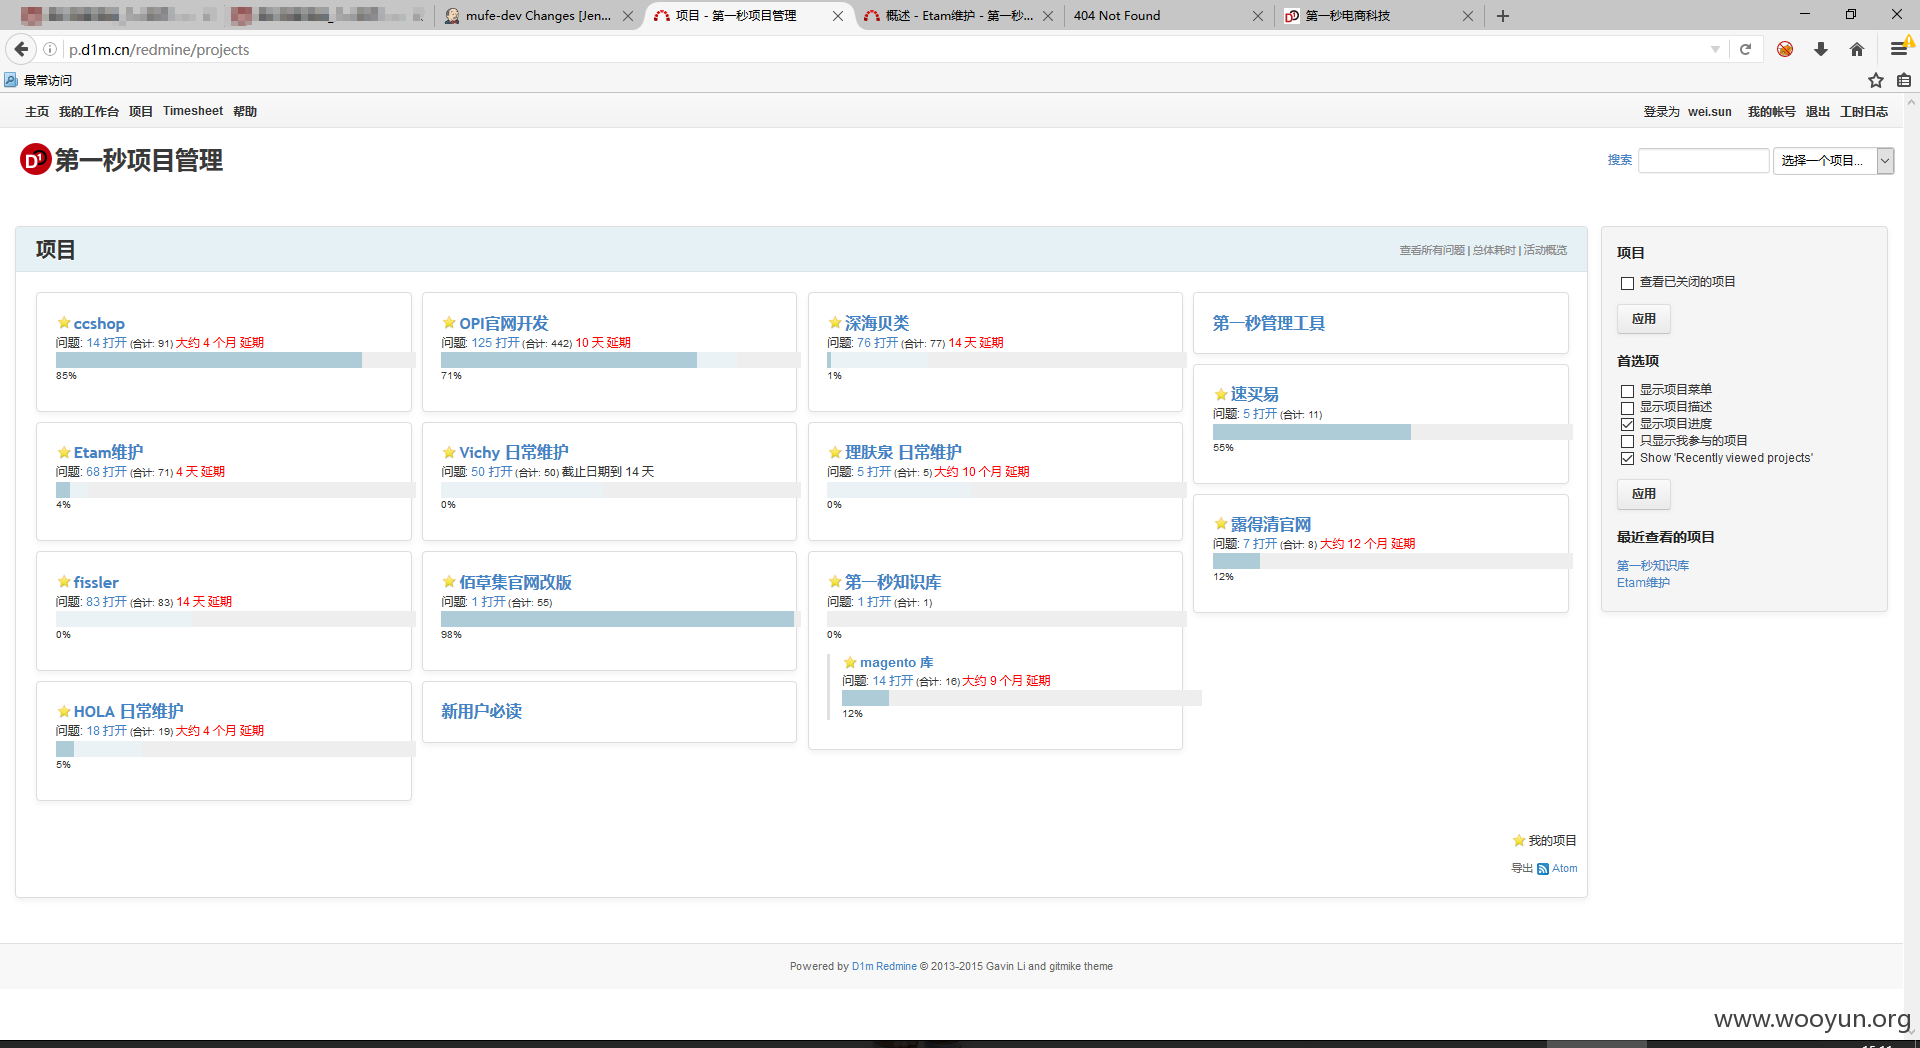 mufe-dev Changes [Jen...
项目 - 第一秒项目管理
概述 - Etam维护 - 第一秒...
404 Not Found
第一秒电商科技
p.d1m.cn/redmine/projects
最常访问
主页 我的工作台 项目 Timesheet 帮助
登录为 wei.sun 我的帐号 退出 工时日志
D1 第一秒项目管理
搜索 选择一个项目...
项目
查看所有问题 | 总体耗时 | 活动概览
ccshop
问题: 14 打开 (合计: 91) 大约 4 个月 延期
85%
Etam维护
问题: 68 打开 (合计: 71) 4 天 延期
4%
fissler
问题: 83 打开 (合计: 83) 14 天 延期
0%
HOLA 日常维护
问题: 18 打开 (合计: 19) 大约 4 个月 延期
5%
OPI官网开发
问题: 125 打开 (合计: 442) 10 天 延期
71%
Vichy 日常维护
问题: 50 打开 (合计: 50) 截止日期到 14 天
0%
佰草集官网改版
问题: 1 打开 (合计: 55)
98%
新用户必读
深海贝类
问题: 76 打开 (合计: 77) 14 天 延期
1%
理肤泉 日常维护
问题: 5 打开 (合计: 5) 大约 10 个月 延期
0%
第一秒知识库
问题: 1 打开 (合计: 1)
0%
magento 库
问题: 14 打开 (合计: 16) 大约 9 个月 延期
12%
第一秒管理工具
速买易
问题: 5 打开 (合计: 11)
55%
露得清官网
问题: 7 打开 (合计: 8) 大约 12 个月 延期
12%
我的项目
导出 Atom
项目
查看已关闭的项目
应用
首选项
显示项目菜单
显示项目描述
显示项目进度
只显示我参与的项目
Show 'Recently viewed projects'
应用
最近查看的项目
第一秒知识库
Etam维护
Powered by D1m Redmine © 2013-2015 Gavin Li and gitmike theme
www.wooyun.org